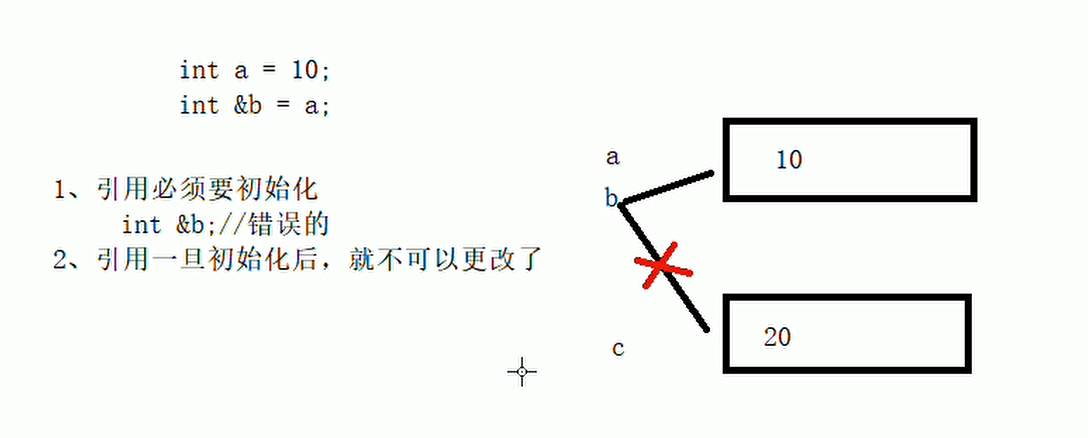 int a = 10;
int &b = a;
1、引用必须要初始化
int &b;//错误的
2、引用一旦初始化后，就不可以更改了
a
10
b
20
c